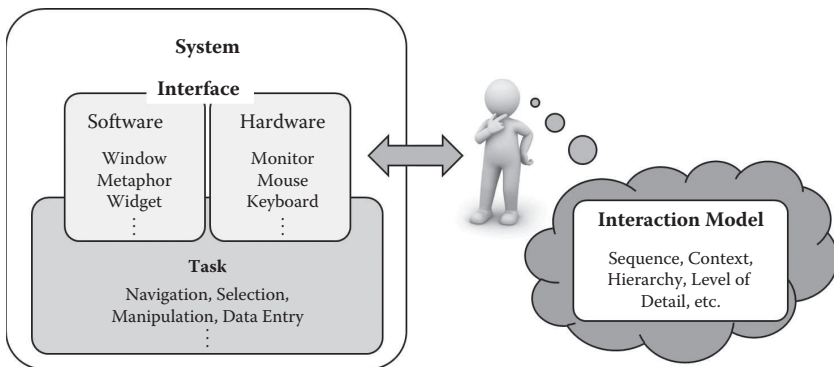 System
Interface
Software
Window
Metaphor
Widget
⋮
Hardware
Monitor
Mouse
Keyboard
⋮
Task
Navigation, Selection,
Manipulation, Data Entry
⋮
Interaction Model
Sequence, Context,
Hierarchy, Level of
Detail, etc.